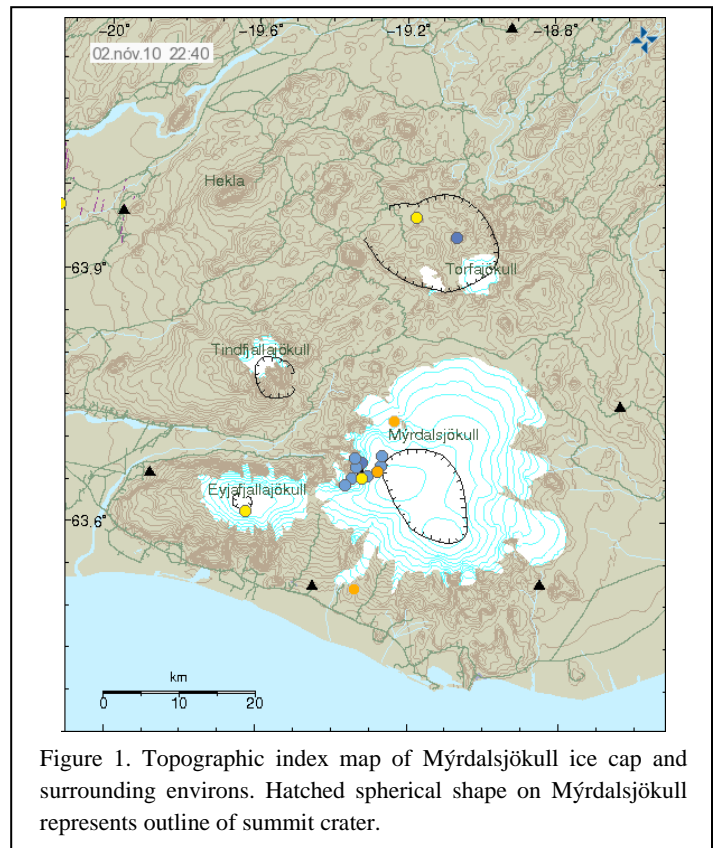 -20° -19.6° -19.2° -18.8°
02.nóv.10 22:40
Hekla
63.9°
Torfajökull
Tindfjallajökull
Mýrdalsjökull
Eyjafjallajökull
63.6°
km
0 10 20
Figure 1. Topographic index map of Mýrdalsjökull ice cap and
surrounding environs. Hatched spherical shape on Mýrdalsjökull
represents outline of summit crater.